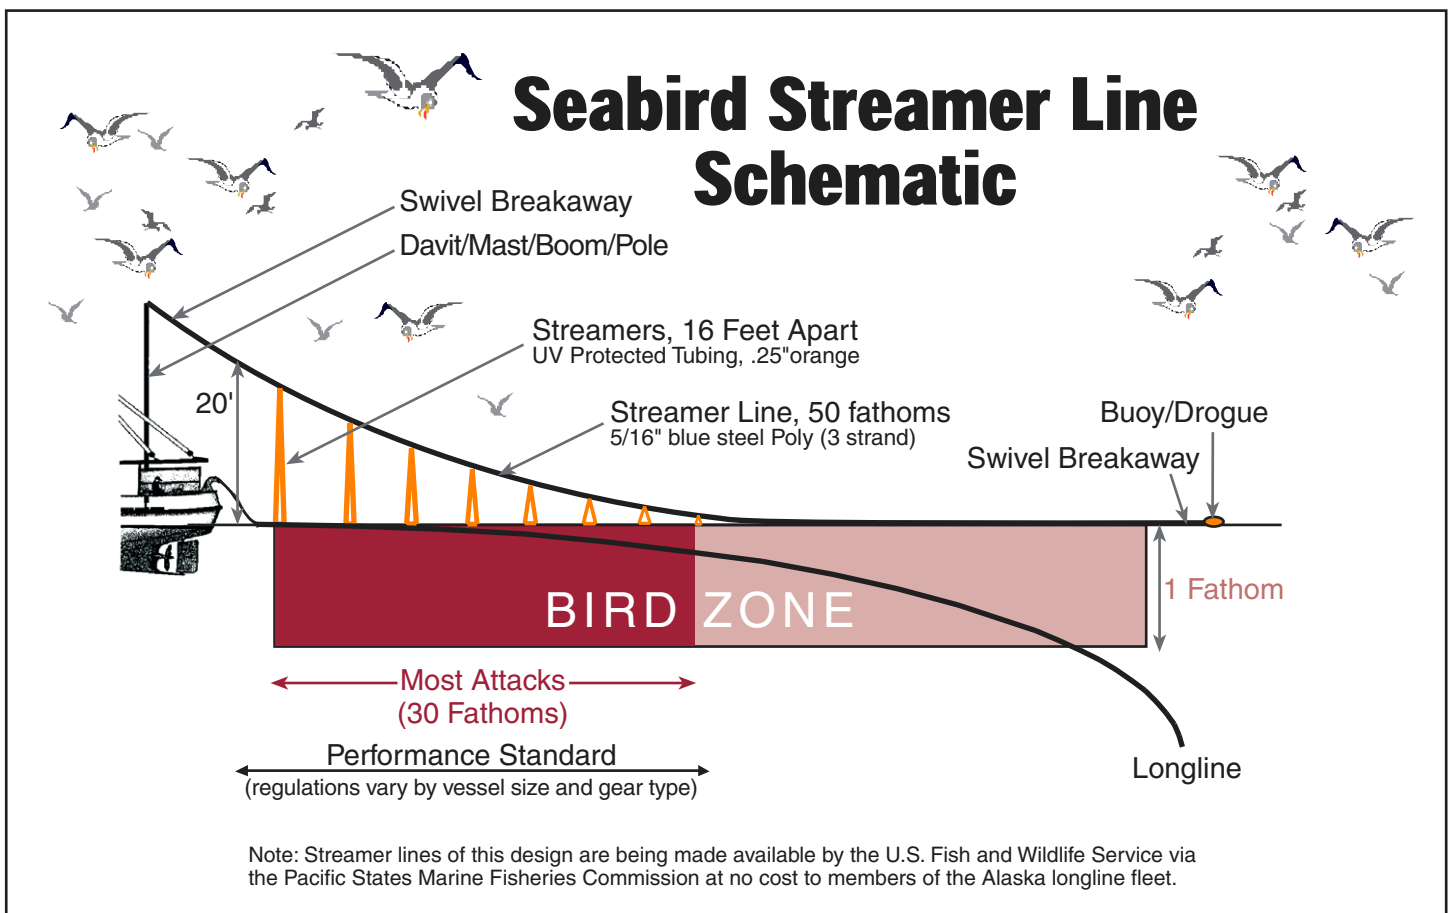 Seabird Streamer Line
Schematic
Swivel Breakaway
Davit/Mast/Boom/Pole
Streamers, 16 Feet Apart
UV Protected Tubing, .25"orange
20'
Streamer Line, 50 fathoms
5/16" blue steel Poly (3 strand)
Buoy/Drogue
Swivel Breakaway
1 Fathom
BIRD ZONE
Most Attacks
(30 Fathoms)
Performance Standard
(regulations vary by vessel size and gear type)
Longline
Note: Streamer lines of this design are being made available by the U.S. Fish and Wildlife Service via
the Pacific States Marine Fisheries Commission at no cost to members of the Alaska longline fleet.